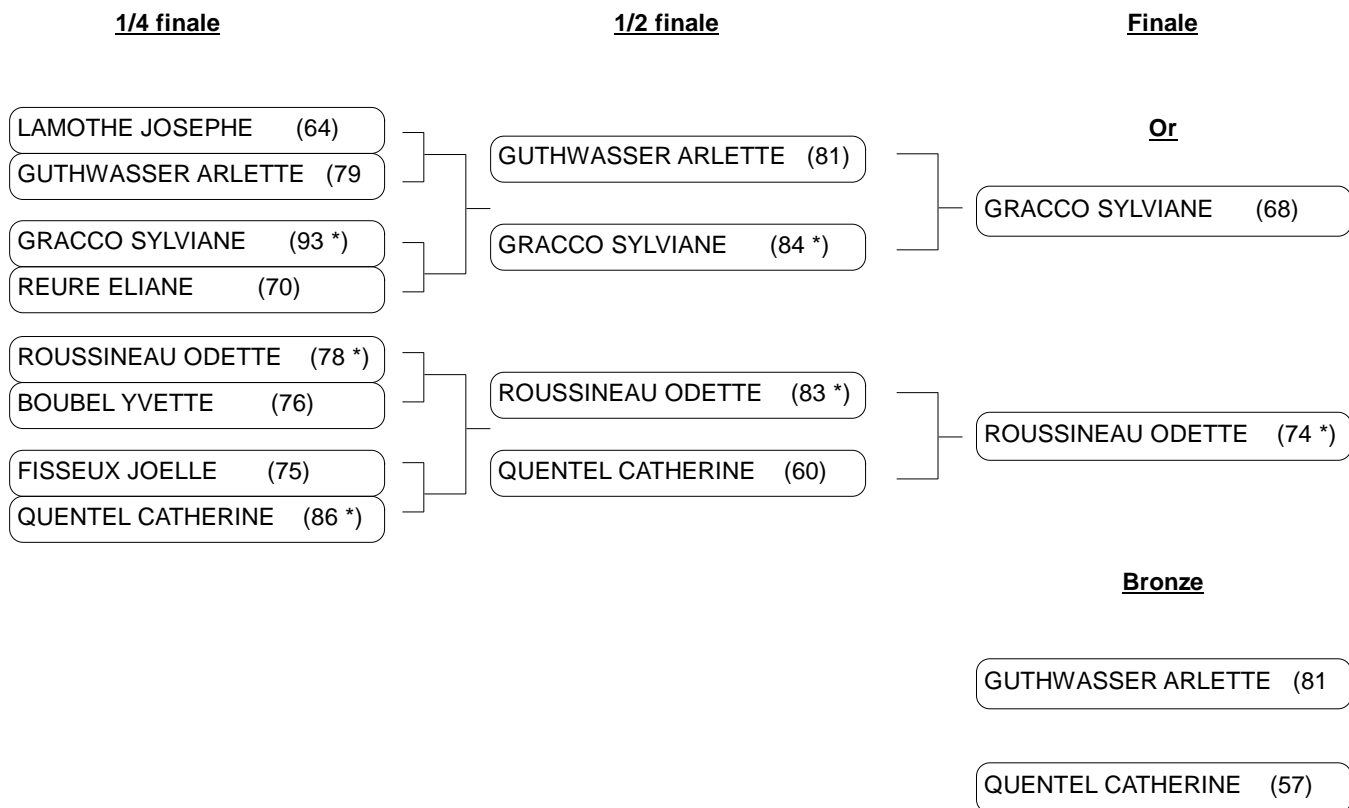 1/4 finale 1/2 finale Finale
LAMOTHE JOSEPHE (64)
GUTHWASSER ARLETTE (79
GRACCO SYLVIANE (93 *)
REURE ELIANE (70)
ROUSSINEAU ODETTE (78 *)
BOUBEL YVETTE (76)
FISSEUX JOELLE (75)
QUENTEL CATHERINE (86 *)
GUTHWASSER ARLETTE (81)
GRACCO SYLVIANE (84 *)
ROUSSINEAU ODETTE (83 *)
QUENTEL CATHERINE (60)
Or
GRACCO SYLVIANE (68)
ROUSSINEAU ODETTE (74 *)
Bronze
GUTHWASSER ARLETTE (81
QUENTEL CATHERINE (57)